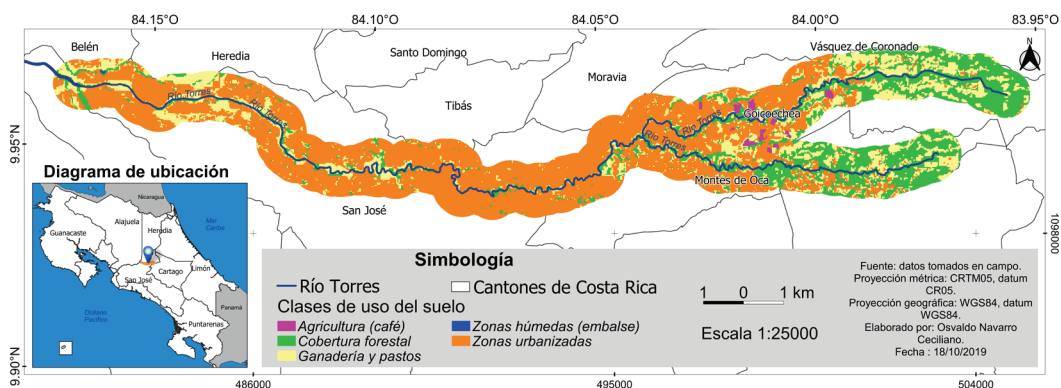 84.15°O
84.10°O
84.05°O
84.00°O
83.95°O
Belén
Heredia
Santo Domingo
Moravia
Vásquez de Coronado
N
Tibás
Río Torres
Río Torres
Río Torres
Río Torres
Goicoechea
Montes de Oca
San José
9.95°N
9.90°N
1098000
Diagrama de ubicación
Nicaragua
Alajuela
Heredia
Mar Caribe
Guanacaste
Limón
Cartago
San José
Océano Pacífico
Puntarenas
Panamá
Simbología
Río Torres
Cantones de Costa Rica
Clases de uso del suelo
Agricultura (café)
Zonas húmedas (embalse)
Cobertura forestal
Zonas urbanizadas
Ganadería y pastos
1 0 1 km
Escala 1:25000
Fuente: datos tomados en campo.
Proyección métrica: CRTM05, datum
CR05.
Proyección geográfica: WGS84, datum
WGS84.
Elaborado por: Osvaldo Navarro
Ceciliano.
Fecha : 18/10/2019
486000
495000
504000